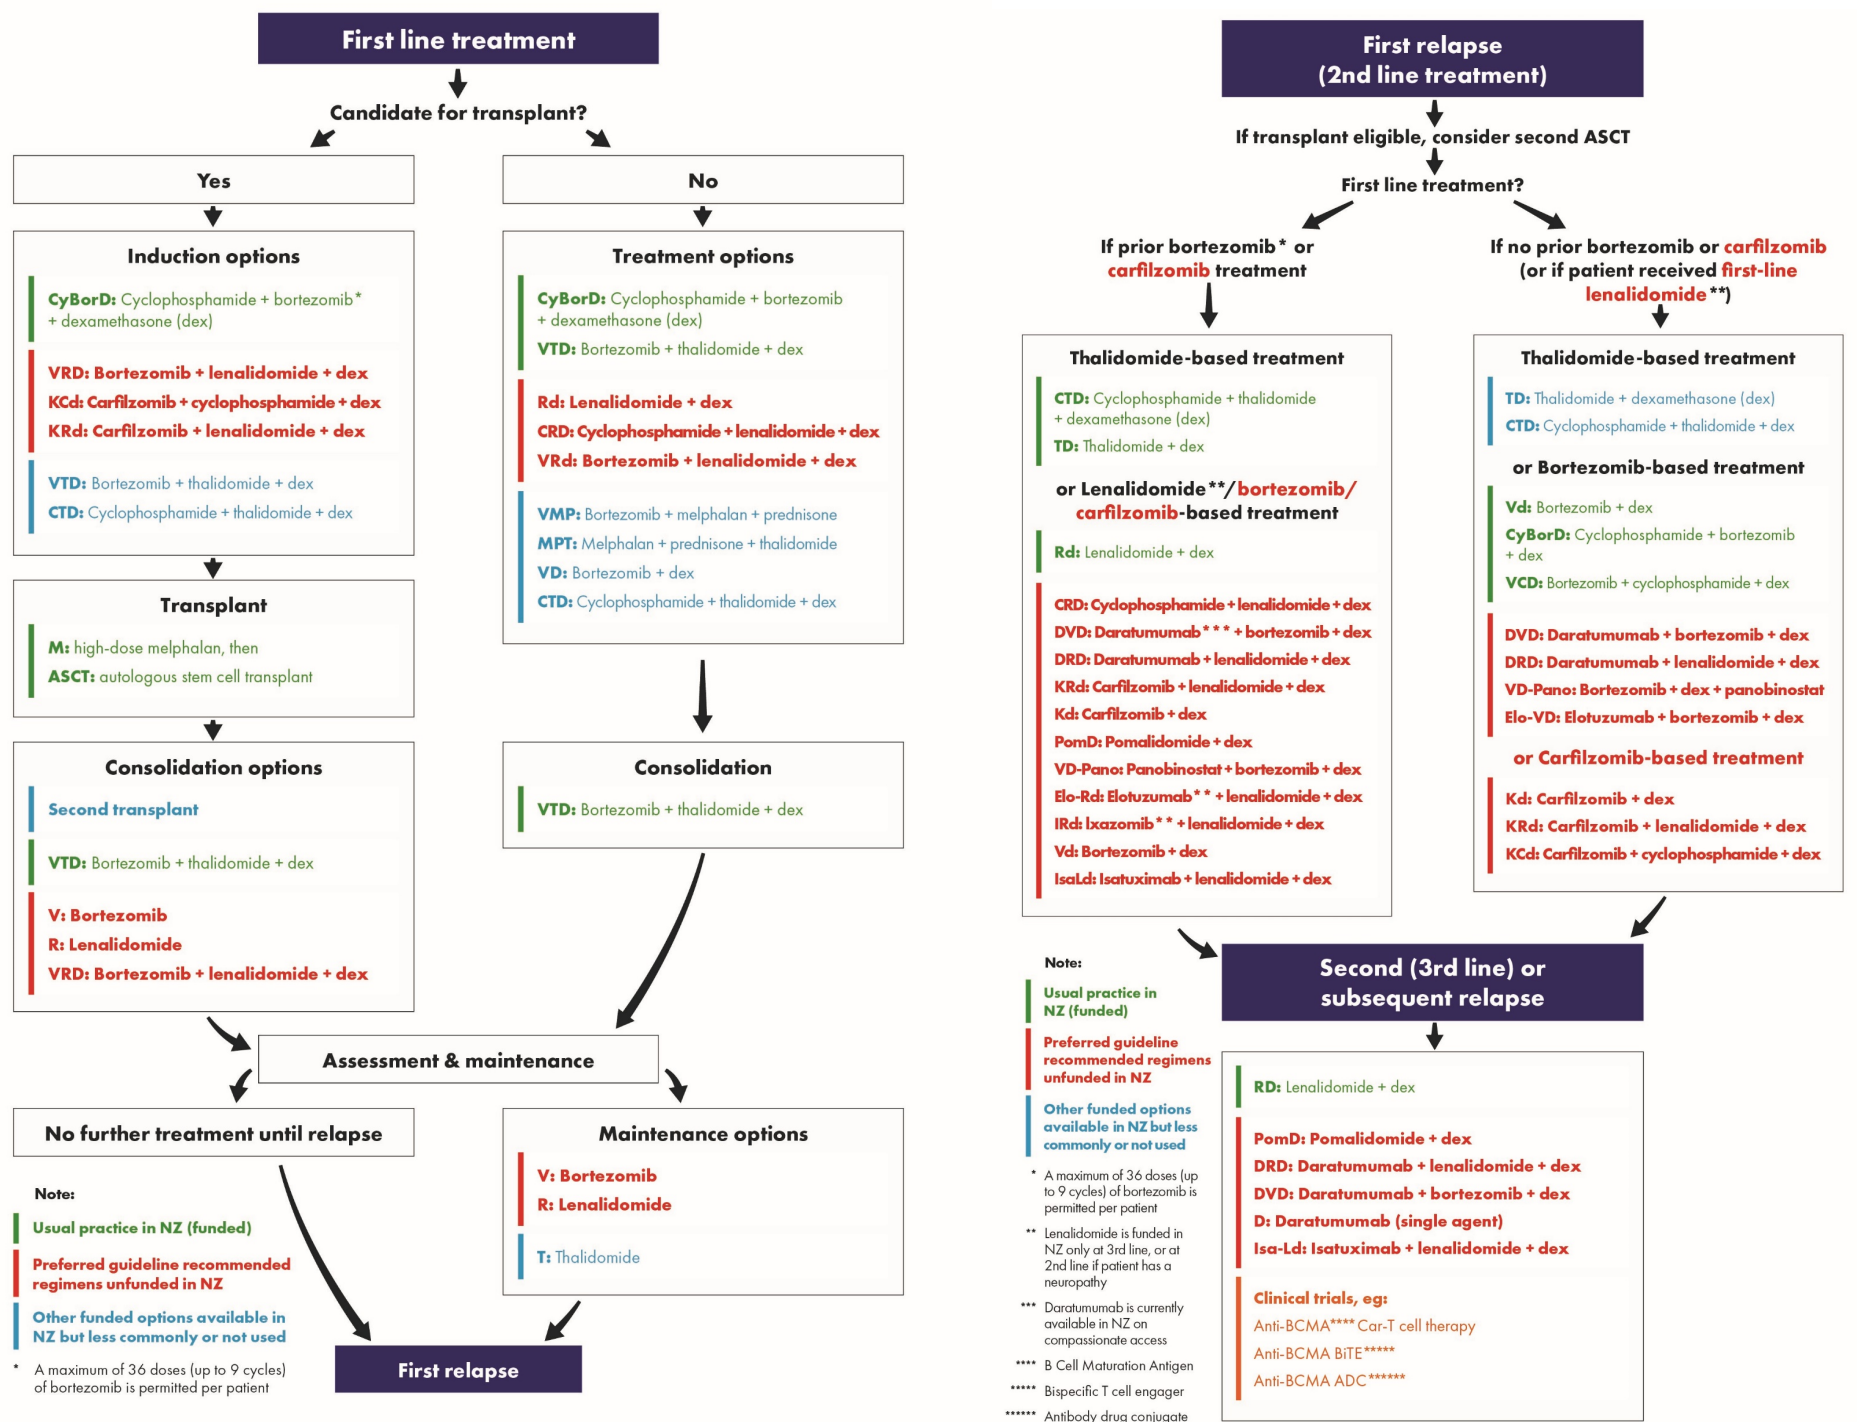 First line treatment
Candidate for transplant?
Yes
Induction options
CyBorD: Cyclophosphamide + bortezomib*
+ dexamethasone (dex)
VRD: Bortezomib + lenalidomide + dex
KCd: Carfilzomib + cyclophosphamide + dex
KRd: Carfilzomib + lenalidomide + dex
VTD: Bortezomib + thalidomide + dex
CTD: Cyclophosphamide + thalidomide + dex
Transplant
M: high-dose melphalan, then
ASCT: autologous stem cell transplant
Consolidation options
Second transplant
VTD: Bortezomib + thalidomide + dex
V: Bortezomib
R: Lenalidomide
VRD: Bortezomib + lenalidomide + dex
No
Treatment options
CyBorD: Cyclophosphamide + bortezomib
+ dexamethasone (dex)
VTD: Bortezomib + thalidomide + dex
Rd: Lenalidomide + dex
CRD: Cyclophosphamide + lenalidomide + dex
VRd: Bortezomib + lenalidomide + dex
VMP: Bortezomib + melphalan + prednisone
MPT: Melphalan + prednisone + thalidomide
VD: Bortezomib + dex
CTD: Cyclophosphamide + thalidomide + dex
Consolidation
VTD: Bortezomib + thalidomide + dex
Assessment & maintenance
No further treatment until relapse
Maintenance options
V: Bortezomib
R: Lenalidomide
T: Thalidomide
First relapse
Note:
Usual practice in NZ (funded)
Preferred guideline recommended
regimens unfunded in NZ
Other funded options available in
NZ but less commonly or not used
* A maximum of 36 doses (up to 9 cycles)
of bortezomib is permitted per patient
First relapse
(2nd line treatment)
If transplant eligible, consider second ASCT
First line treatment?
If prior bortezomib* or
carfilzomib treatment
Thalidomide-based treatment
CTD: Cyclophosphamide + thalidomide
+ dexamethasone (dex)
TD: Thalidomide + dex
or Lenalidomide**/bortezomib/
carfilzomib-based treatment
Rd: Lenalidomide + dex
CRD: Cyclophosphamide + lenalidomide + dex
DVD: Daratumumab*** + bortezomib + dex
DRD: Daratumumab + lenalidomide + dex
KRd: Carfilzomib + lenalidomide + dex
Kd: Carfilzomib + dex
PomD: Pomalidomide + dex
VD-Pano: Panobinostat + bortezomib + dex
Elo-Rd: Elotuzumab** + lenalidomide + dex
IRd: Ixazomib** + lenalidomide + dex
Vd: Bortezomib + dex
IsaLd: Isatuximab + lenalidomide + dex
If no prior bortezomib or carfilzomib
(or if patient received first-line
lenalidomide**)
Thalidomide-based treatment
TD: Thalidomide + dexamethasone (dex)
CTD: Cyclophosphamide + thalidomide + dex
or Bortezomib-based treatment
Vd: Bortezomib + dex
CyBorD: Cyclophosphamide + bortezomib
+ dex
VCD: Bortezomib + cyclophosphamide + dex
DVD: Daratumumab + bortezomib + dex
DRD: Daratumumab + lenalidomide + dex
VD-Pano: Bortezomib + dex + panobinostat
Elo-VD: Elotuzumab + bortezomib + dex
or Carfilzomib-based treatment
Kd: Carfilzomib + dex
KRd: Carfilzomib + lenalidomide + dex
KCd: Carfilzomib + cyclophosphamide + dex
Second (3rd line) or
subsequent relapse
RD: Lenalidomide + dex
PomD: Pomalidomide + dex
DRD: Daratumumab + lenalidomide + dex
DVD: Daratumumab + bortezomib + dex
D: Daratumumab (single agent)
Isa-Ld: Isatuximab + lenalidomide + dex
Clinical trials, eg:
Anti-BCMA**** Car-T cell therapy
Anti-BCMA BiTE*****
Anti-BCMA ADC******
Note:
Usual practice in
NZ (funded)
Preferred guideline
recommended regimens
unfunded in NZ
Other funded options
available in NZ but less
commonly or not used
* A maximum of 36 doses (up
to 9 cycles) of bortezomib is
permitted per patient
** Lenalidomide is funded in
NZ only at 3rd line, or at
2nd line if patient has a
neuropathy
*** Daratumumab is currently
available in NZ on
compassionate access
**** B Cell Maturation Antigen
***** Bispecific T cell engager
****** Antibody drug conjugate